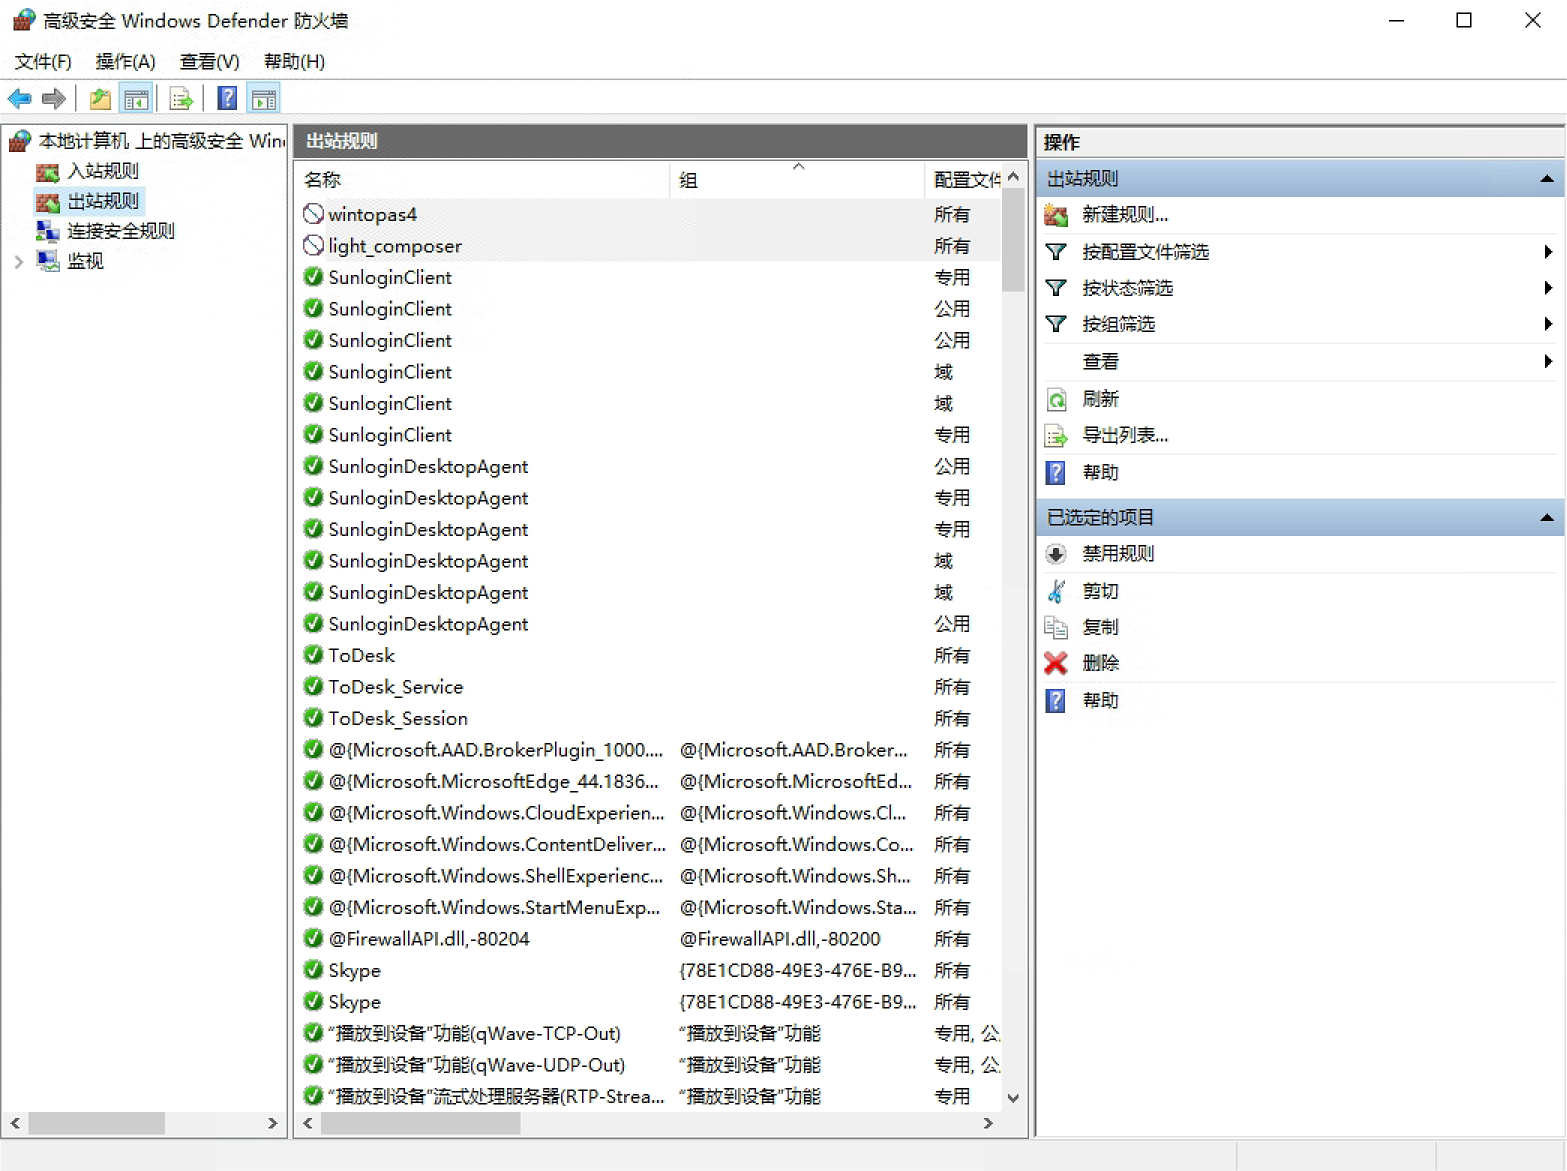 高级安全 Windows Defender 防火墙
文件(F) 操作(A) 查看(V) 帮助(H)
本地计算机 上的高级安全 Win
入站规则
出站规则
连接安全规则
监视
出站规则
名称 组 配置文件
wintopas4 所有
light_composer 所有
SunloginClient 专用
SunloginClient 公用
SunloginClient 公用
SunloginClient 域
SunloginClient 域
SunloginClient 专用
SunloginDesktopAgent 公用
SunloginDesktopAgent 专用
SunloginDesktopAgent 专用
SunloginDesktopAgent 域
SunloginDesktopAgent 域
SunloginDesktopAgent 公用
ToDesk 所有
ToDesk_Service 所有
ToDesk_Session 所有
@{Microsoft.AAD.BrokerPlugin_1000.... @{Microsoft.AAD.Broker... 所有
@{Microsoft.MicrosoftEdge_44.1836... @{Microsoft.MicrosoftEd... 所有
@{Microsoft.Windows.CloudExperien... @{Microsoft.Windows.Cl... 所有
@{Microsoft.Windows.ContentDeliver... @{Microsoft.Windows.Co... 所有
@{Microsoft.Windows.ShellExperienc... @{Microsoft.Windows.Sh... 所有
@{Microsoft.Windows.StartMenuExp... @{Microsoft.Windows.Sta... 所有
@FirewallAPI.dll,-80204 @FirewallAPI.dll,-80200 所有
Skype {78E1CD88-49E3-476E-B9... 所有
Skype {78E1CD88-49E3-476E-B9... 所有
“播放到设备”功能(qWave-TCP-Out) “播放到设备”功能 专用, 公
“播放到设备”功能(qWave-UDP-Out) “播放到设备”功能 专用, 公
“播放到设备”流式处理服务器(RTP-Strea... “播放到设备”功能 专用
操作
出站规则
新建规则...
按配置文件筛选
按状态筛选
按组筛选
查看
刷新
导出列表...
帮助
已选定的项目
禁用规则
剪切
复制
删除
帮助